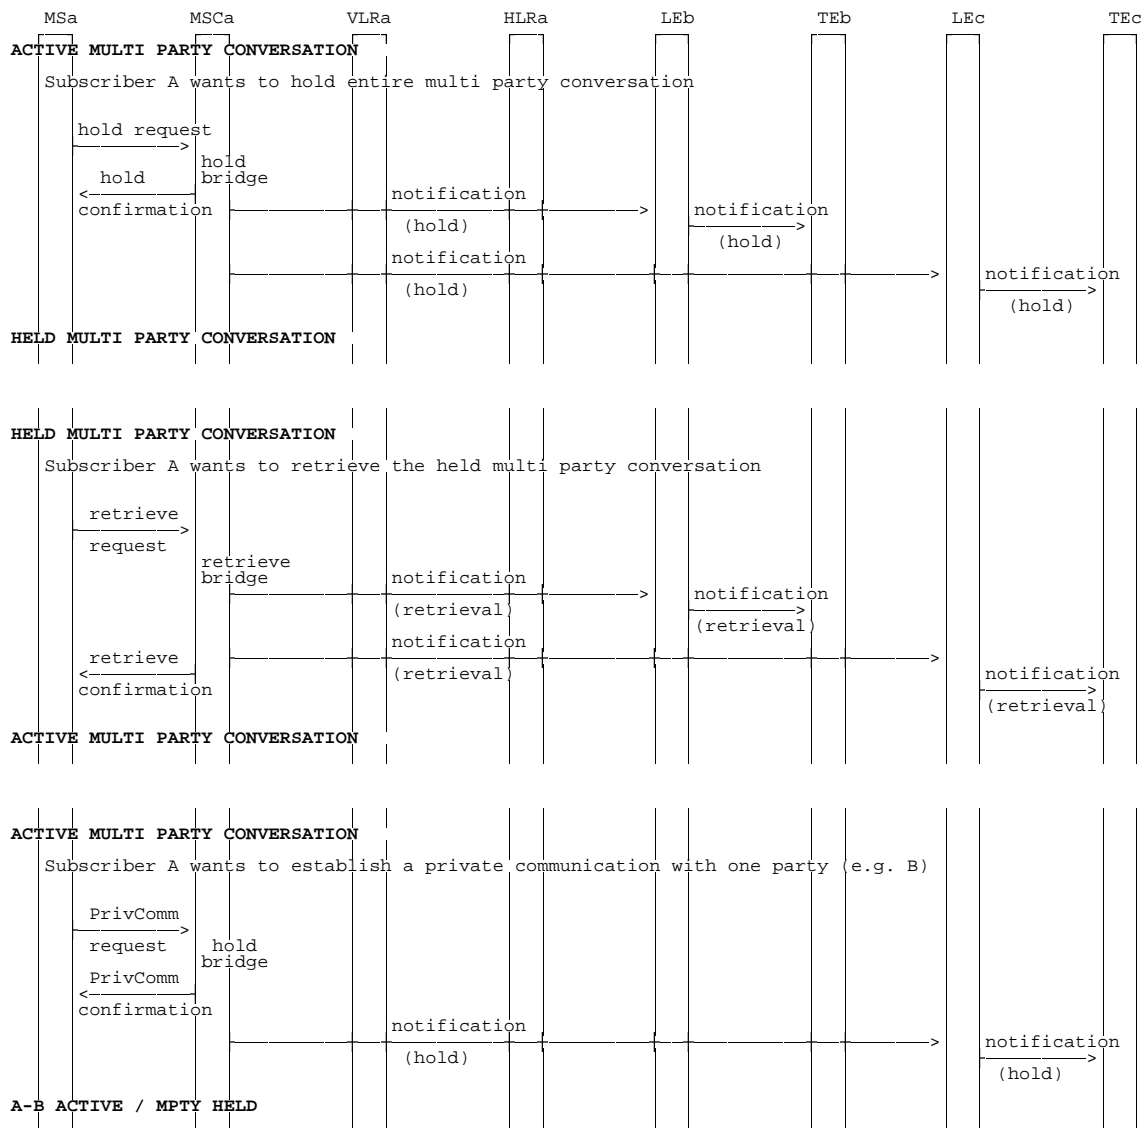 MSa MSCa VLRa HLRa LEb TEb LEc TEc
ACTIVE MULTI PARTY CONVERSATION
Subscriber A wants to hold entire multi party conversation
hold request
hold
hold bridge
notification
confirmation notification
(hold) (hold)
notification notification
(hold) (hold)
HELD MULTI PARTY CONVERSATION
HELD MULTI PARTY CONVERSATION
Subscriber A wants to retrieve the held multi party conversation
retrieve
request
retrieve
bridge notification
notification
(retrieval) (retrieval)
notification
retrieve (retrieval) notification
confirmation (retrieval)
ACTIVE MULTI PARTY CONVERSATION
ACTIVE MULTI PARTY CONVERSATION
Subscriber A wants to establish a private communication with one party (e.g. B)
PrivComm
request hold
bridge
PrivComm
confirmation
notification
notification
(hold) (hold)
A-B ACTIVE / MPTY HELD